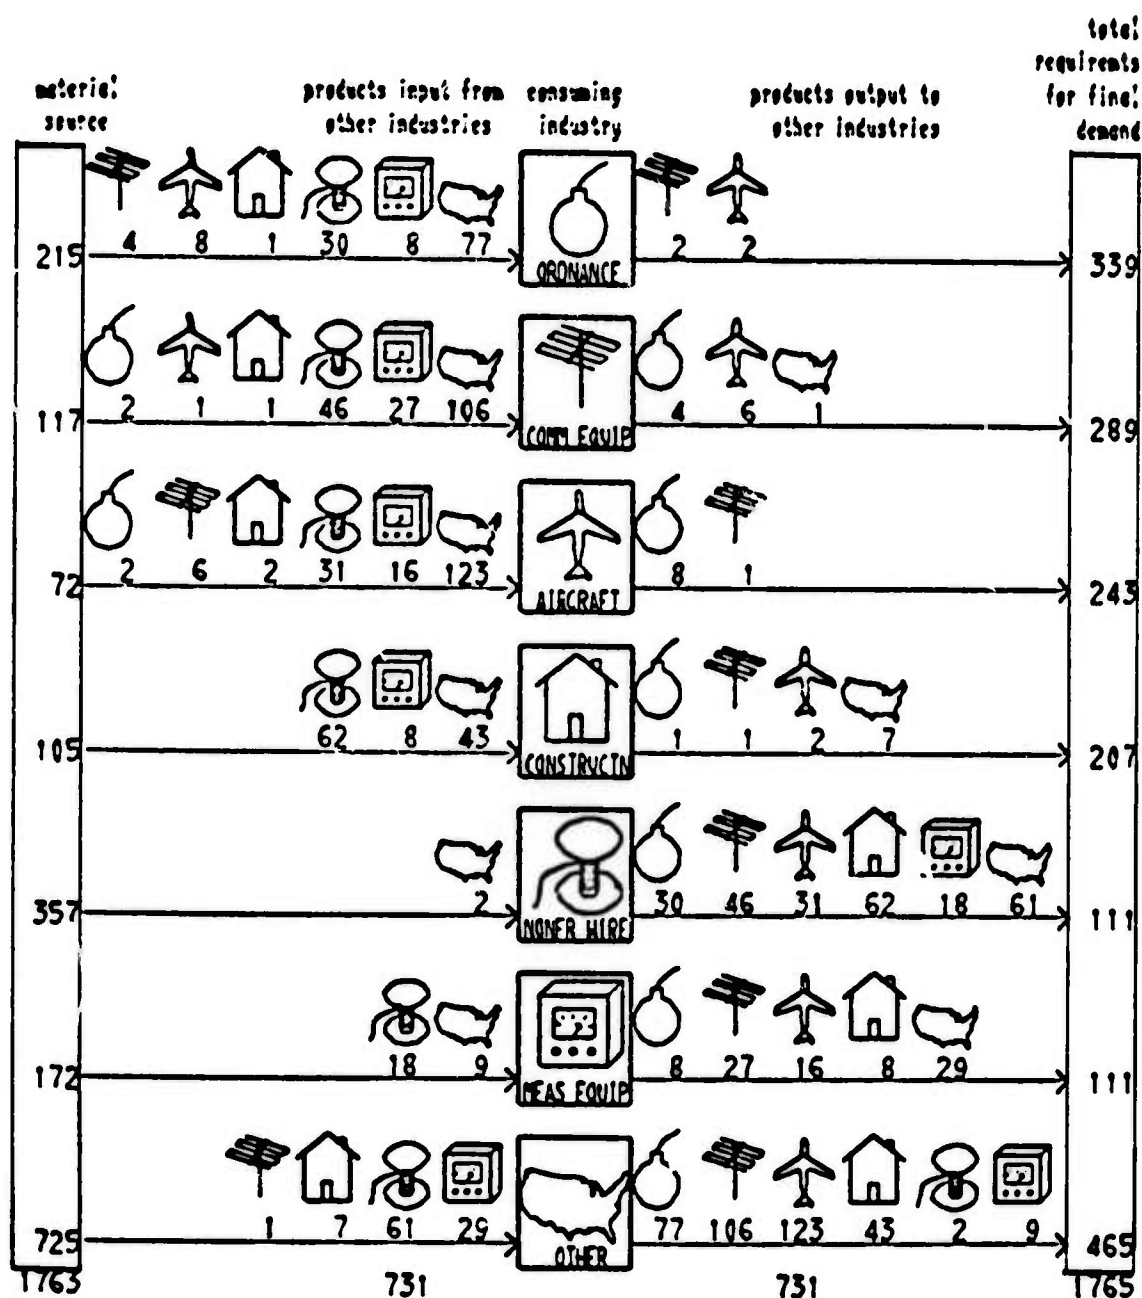 total
requirents
for final
demand
material
source
products input from
other industries
consuming
industry
products output to
other industries
4 8 1 30 8 77
2 2
215
ORDNANCE
339
2 1 1 46 27 106
4 6 1
117
COMM EQUIP
289
2 6 2 31 16 123
8 1
72
AIRCRAFT
243
62 8 43
1 1 2 7
105
CONSTRUCTN
207
2
30 46 31 62 18 61
357
NONFR WIRE
111
18 9
8 27 16 8 29
172
MEAS EQUIP
111
1 7 61 29
77 106 123 43 2 9
725
OTHER
465
1763 731 731 1765